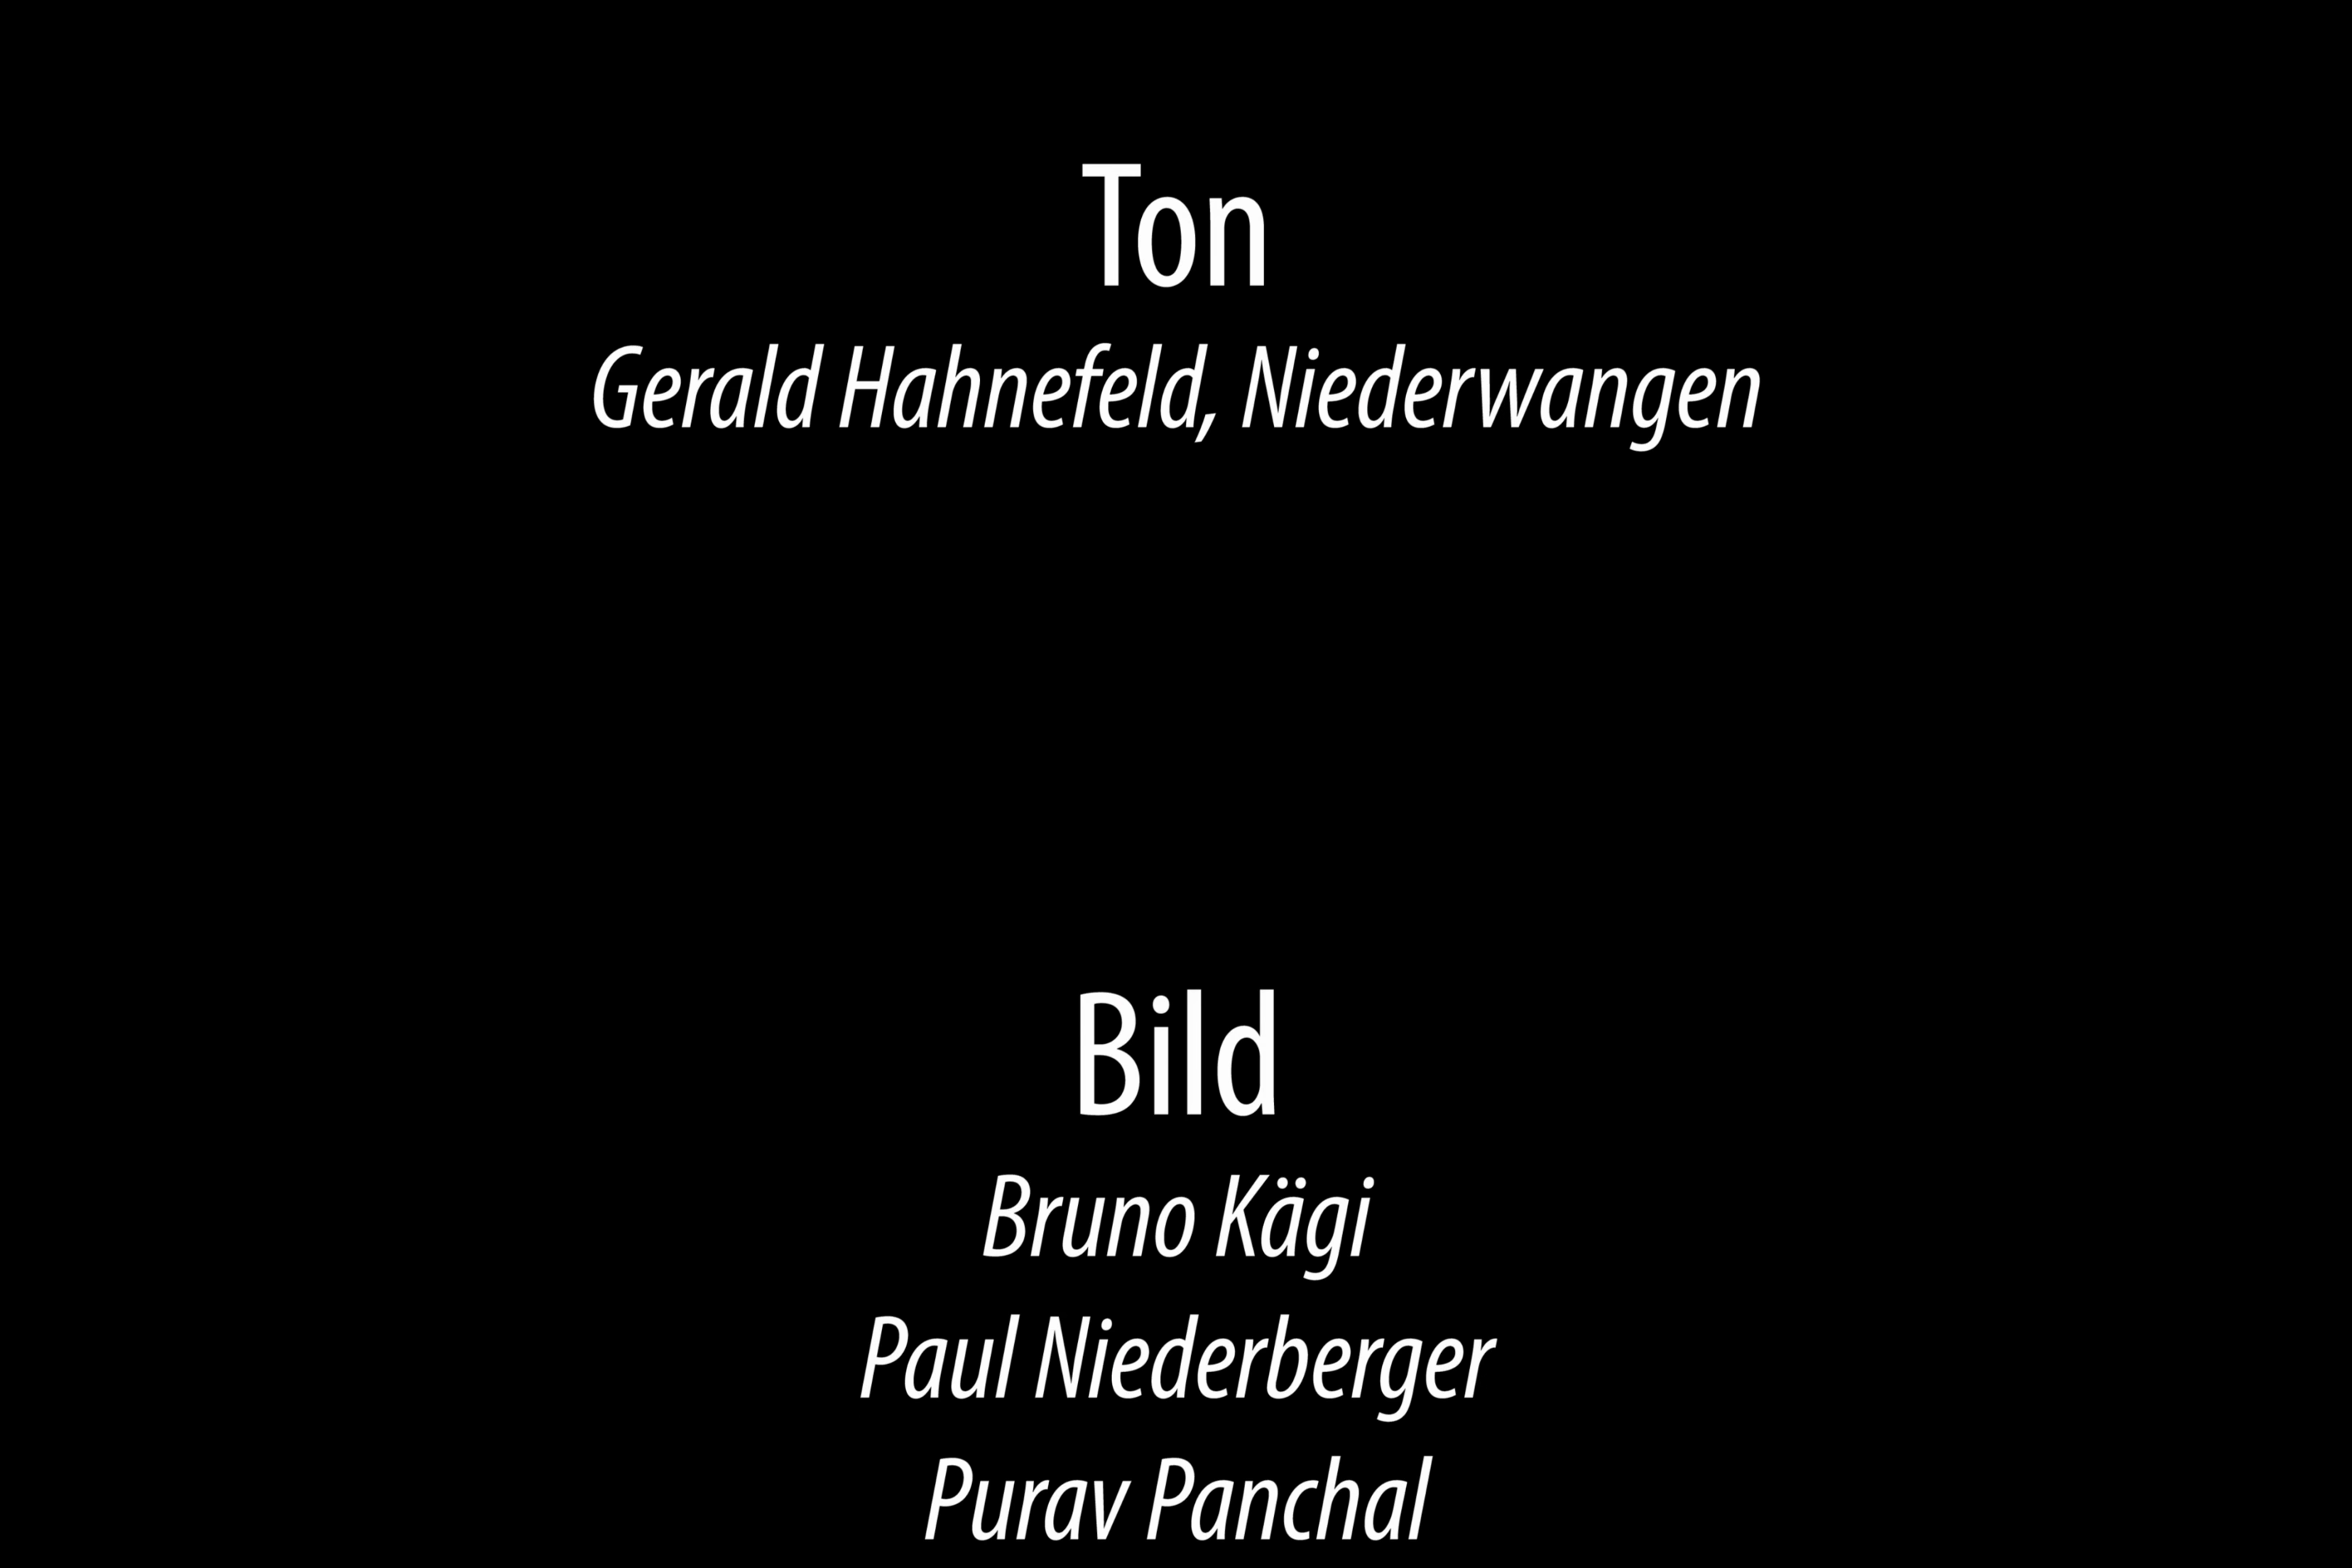 Ton
Gerald Hahnefeld, Niederwangen
Bild
Bruno Kägi
Paul Niederberger
Purav Panchal